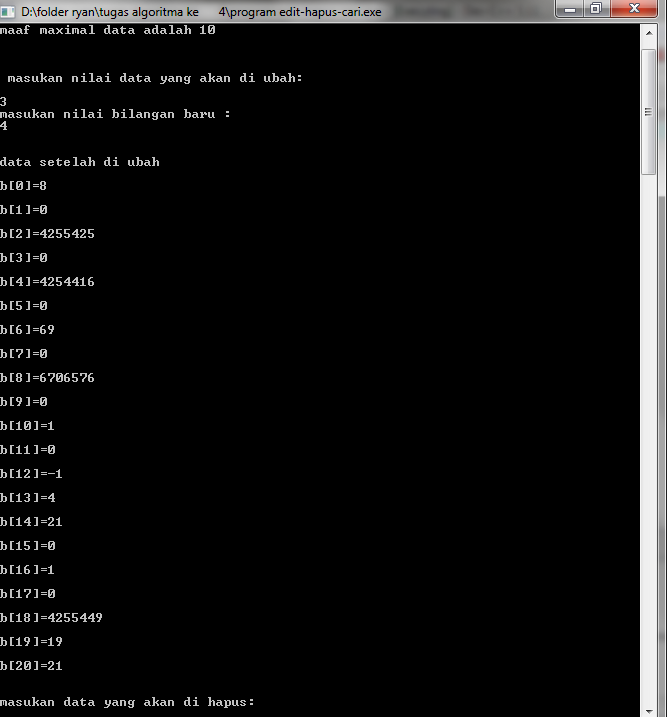 D:\folder ryan\tugas algoritma ke 4\program edit-hapus-cari.exe
maaf maximal data adalah 10
masukan nilai data yang akan di ubah:
3
masukan nilai bilangan baru :
4
data setelah di ubah
b[0]=8
b[1]=0
b[2]=4255425
b[3]=0
b[4]=4254416
b[5]=0
b[6]=69
b[7]=0
b[8]=6706576
b[9]=0
b[10]=1
b[11]=0
b[12]=-1
b[13]=4
b[14]=21
b[15]=0
b[16]=1
b[17]=0
b[18]=4255449
b[19]=19
b[20]=21
masukan data yang akan di hapus: